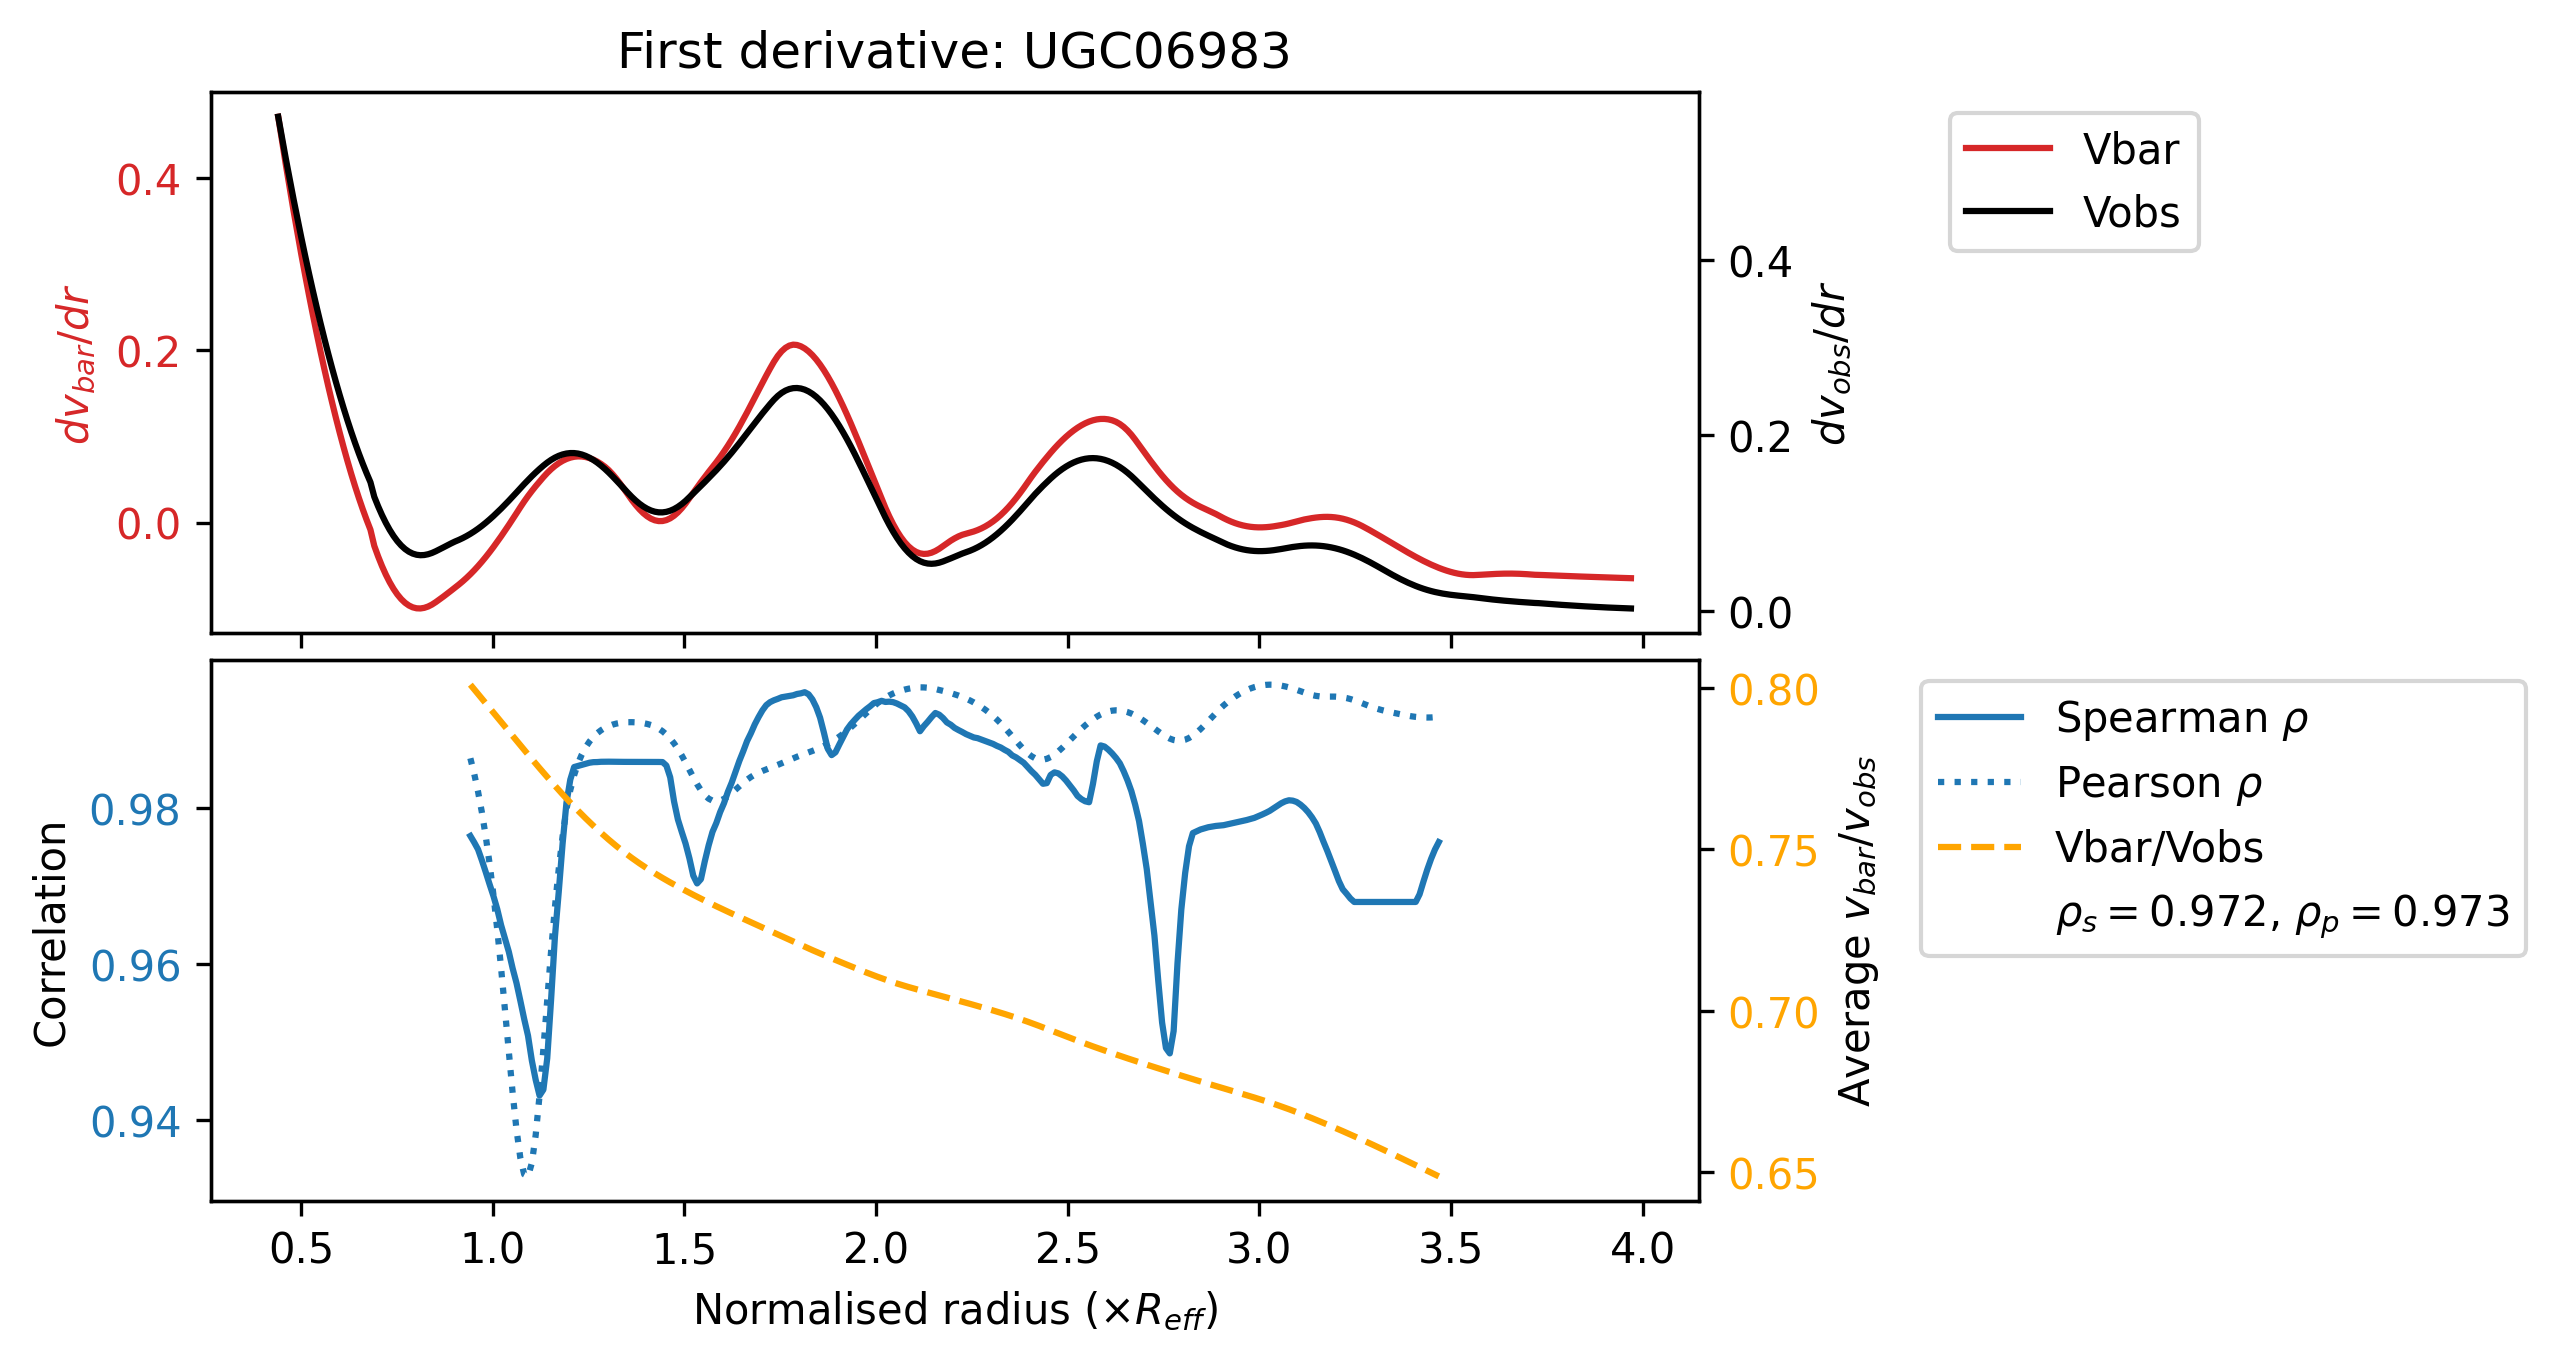 First derivative: UGC06983
dv_bar/dr
0.4
0.2
0.0
0.4
0.2
0.0
dv_obs/dr
Vbar
Vobs
Correlation
0.98
0.96
0.94
0.80
0.75
0.70
0.65
Average v_bar/v_obs
Spearman ρ
Pearson ρ
Vbar/Vobs
ρ_s = 0.972, ρ_p = 0.973
0.5 1.0 1.5 2.0 2.5 3.0 3.5 4.0
Normalised radius (×R_eff)